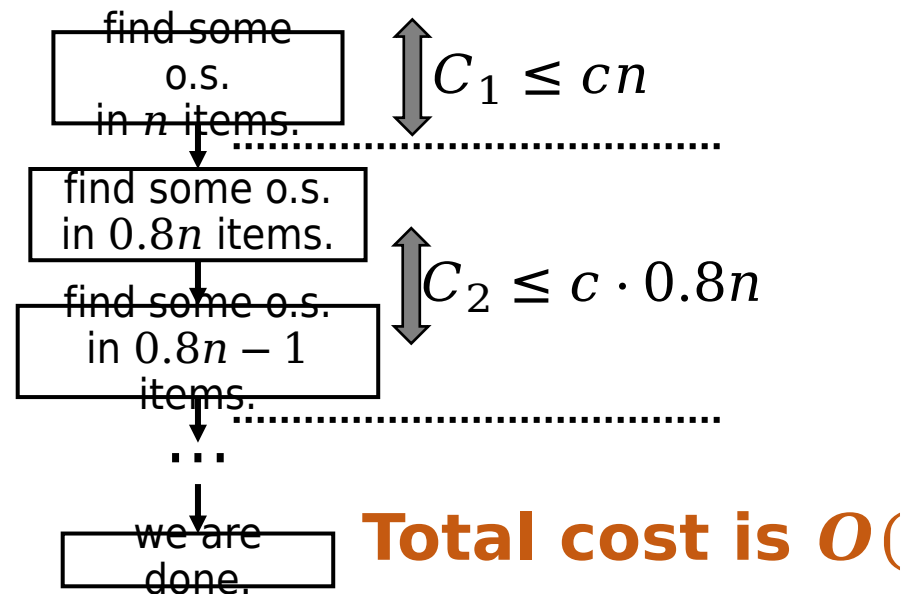 find some
o.s.
in n items.
C₁ ≤ cn
find some o.s.
in 0.8n items.
C₂ ≤ c · 0.8n
find some o.s.
in 0.8n − 1
items.
...
we are
done.
Total cost is O(